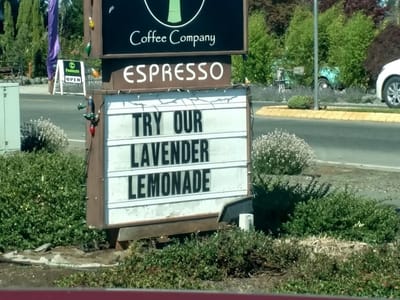 Coffee Company
ESPRESSO
TRY OUR
LAVENDER
LEMONADE
OPEN